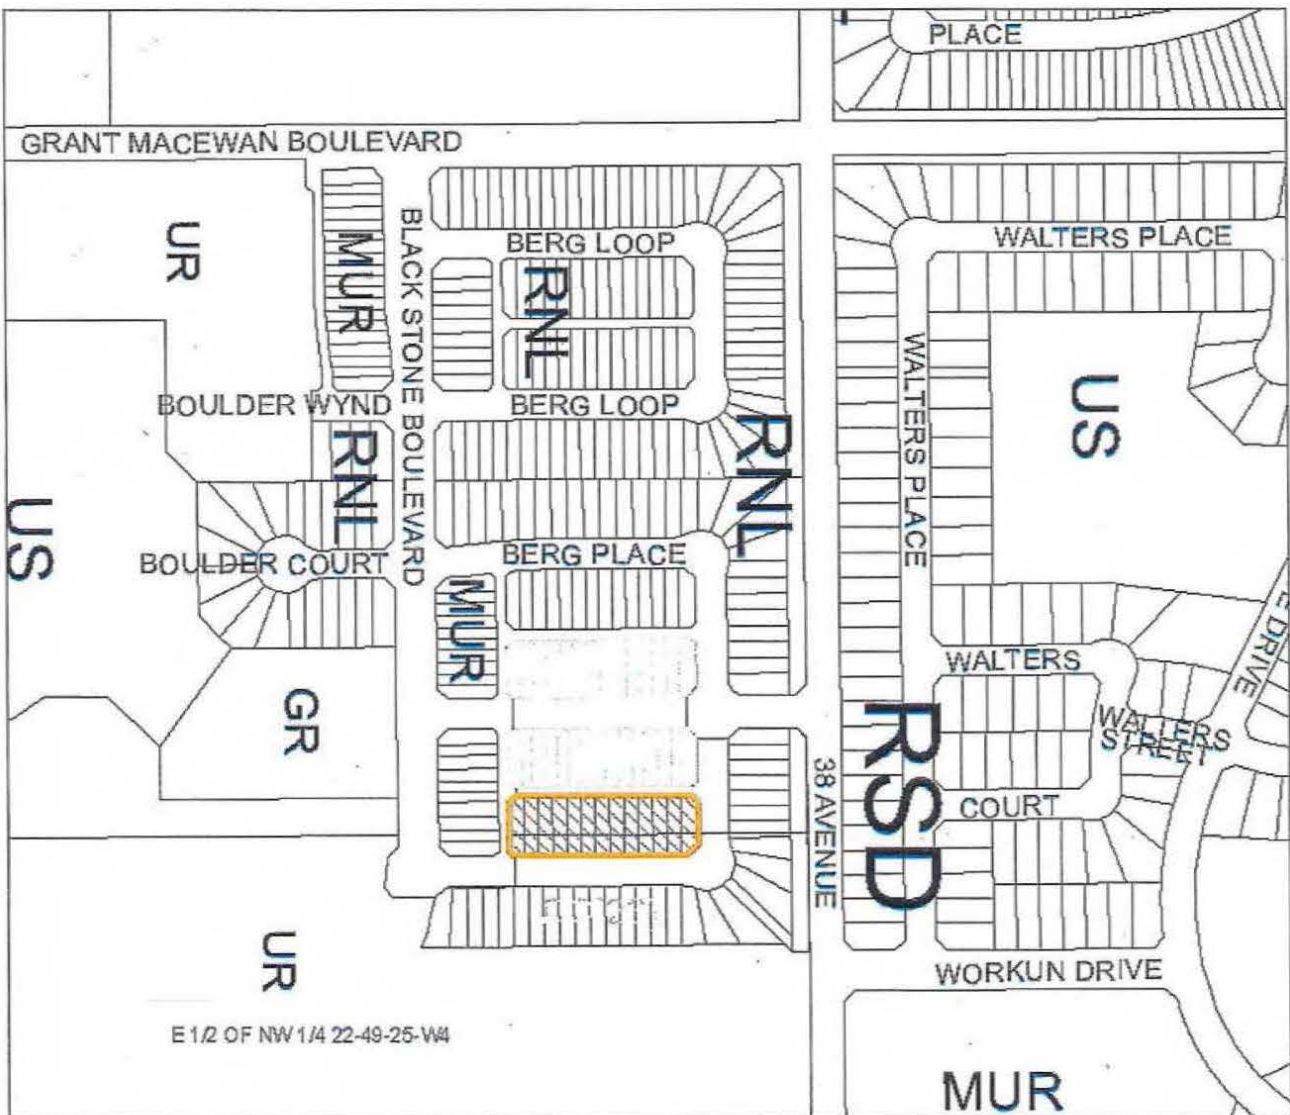 PLACE
GRANT MACEWAN BOULEVARD
UR
MUR
BLACKSTONE BOULEVARD
BERG LOOP
RNL
WALTERS PLACE
WALTERS PLACE
US
BOULDER WYND
BERG LOOP
RNL
RNL
US
BOULDER COURT
BERG PLACE
MUR
DRIVE
WALTERS
GR
RSD
WALTERS
STREET
38 AVENUE
COURT
UR
WORKUN DRIVE
E 1/2 OF NW 1/4 22-49-25-W4
MUR